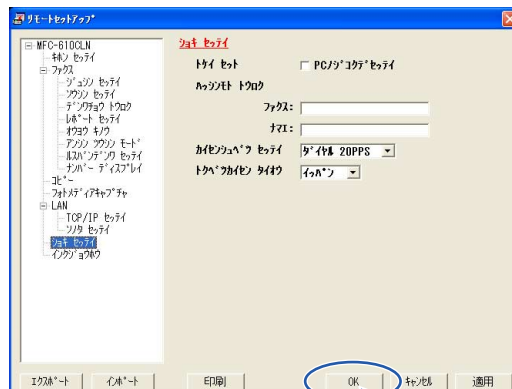 ﾘﾓｰﾄｾｯﾄｱｯﾌﾟ
MFC-610CLN
ｷﾎﾝ ｾｯﾃｲ
ﾌｧｸｽ
ｼﾞｭｼﾝ ｾｯﾃｲ
ｿｳｼﾝ ｾｯﾃｲ
ﾃﾞﾝﾜﾁｮｳ ﾄｳﾛｸ
ﾚﾎﾟｰﾄ ｾｯﾃｲ
ｵｳﾖｳ ｷﾉｳ
ｱﾝｼﾝ ﾂｳｼﾝ ﾓｰﾄﾞ
ﾙｽﾊﾞﾝﾃﾞﾝﾜ ｾｯﾃｲ
ﾅﾝﾊﾞｰ ﾃﾞｨｽﾌﾟﾚｲ
ｺﾋﾟｰ
ﾌｫﾄﾒﾃﾞｨｱｷｬﾌﾟﾁｬ
LAN
TCP/IP ｾｯﾃｲ
ｿﾉﾀ ｾｯﾃｲ
ｼｮｷ ｾｯﾃｲ
ｲﾝｸｼﾞｮｳﾎｳ
ｼｮｷ ｾｯﾃｲ
ﾄｹｲ ｾｯﾄ PCﾉｼﾞｺｸﾃﾞｾｯﾃｲ
ﾊｯｼﾝﾓﾄ ﾄｳﾛｸ
ﾌｧｸｽ:
ﾅﾏｴ:
ｶｲｾﾝｼｭﾍﾞﾂ ｾｯﾃｲ ﾀﾞｲﾔﾙ 20PPS
ﾄｸﾍﾞﾂｶｲｾﾝ ﾀｲｵｳ ｲｯﾊﾟﾝ
ｴｸｽﾎﾟｰﾄ ｲﾝﾎﾟｰﾄ 印刷 OK ｷｬﾝｾﾙ 適用